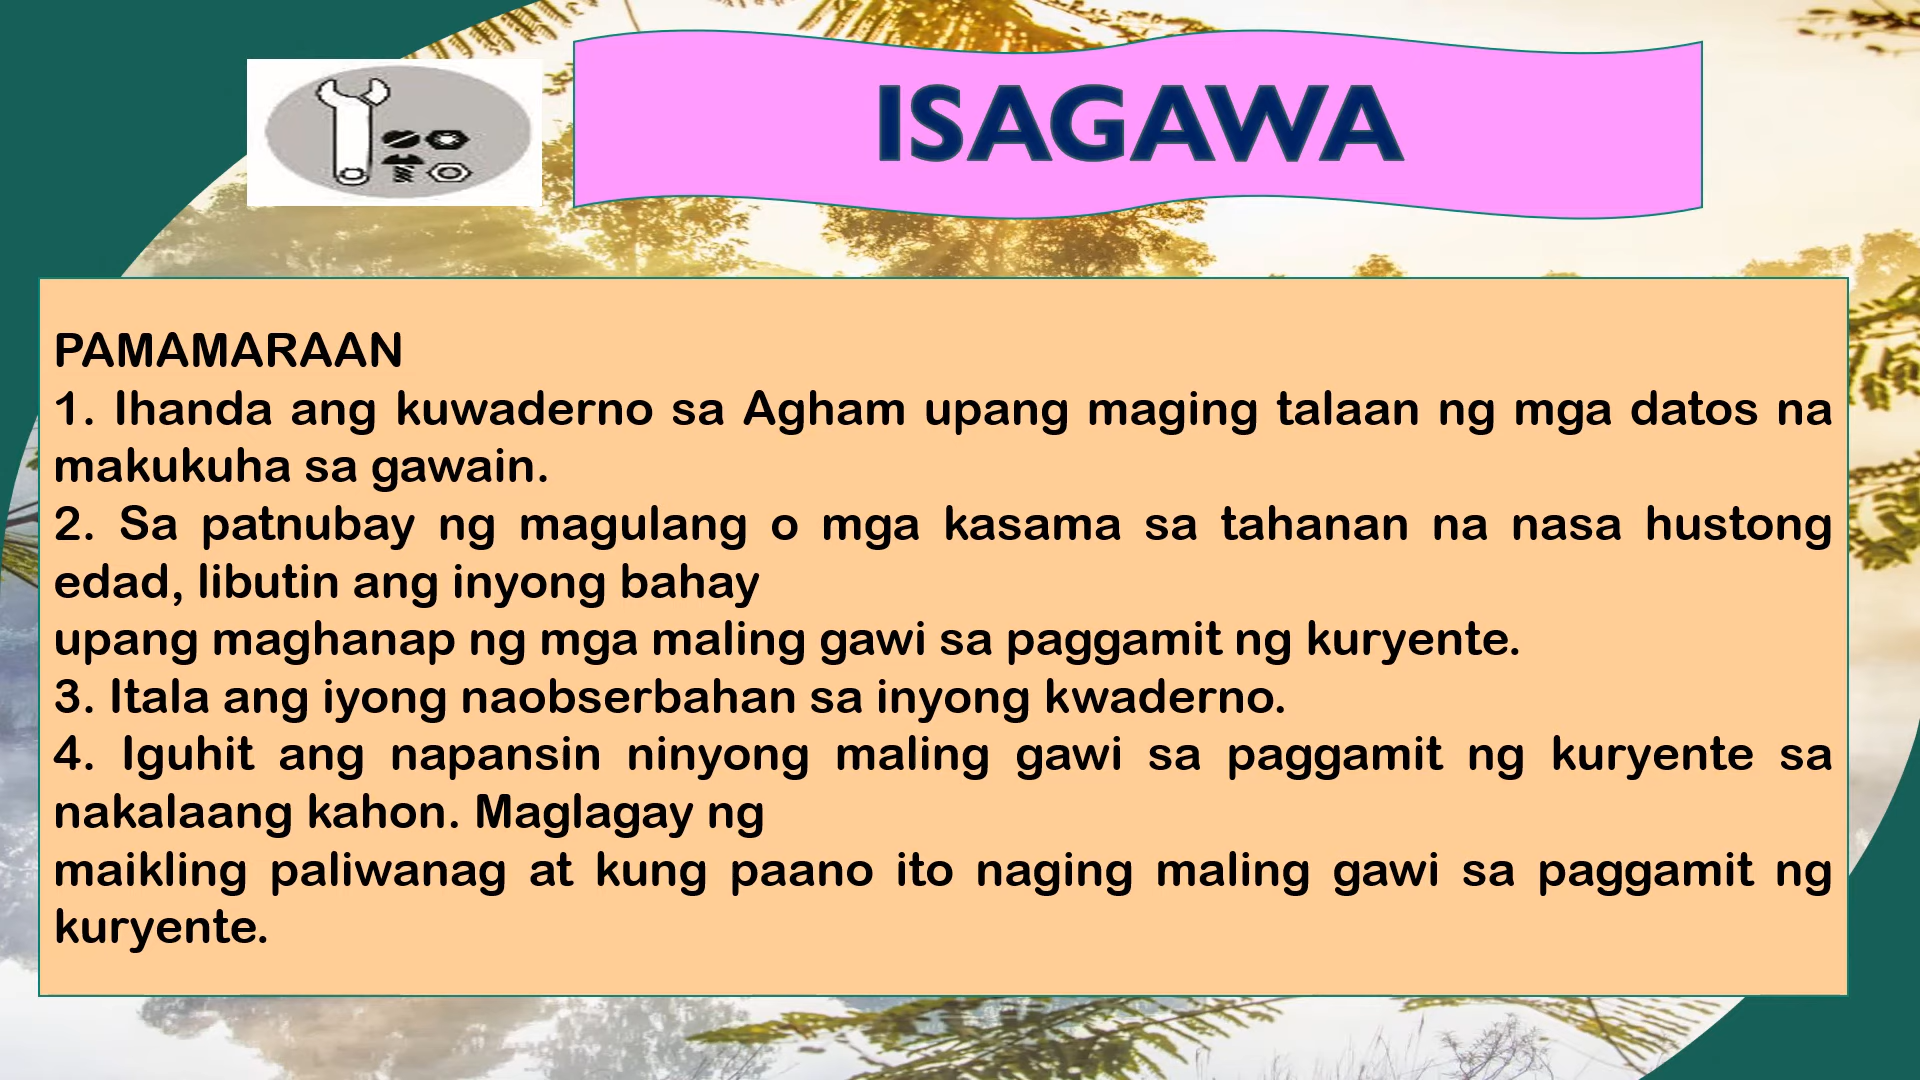 ISAGAWA
PAMAMARAAN
1. Ihanda ang kuwaderno sa Agham upang maging talaan ng mga datos na
makukuha sa gawain.
2. Sa patnubay ng magulang o mga kasama sa tahanan na nasa hustong
edad, libutin ang inyong bahay
upang maghanap ng mga maling gawi sa paggamit ng kuryente.
3. Itala ang iyong naobserbahan sa inyong kwaderno.
4. Iguhit ang napansin ninyong maling gawi sa paggamit ng kuryente sa
nakalaang kahon. Maglagay ng
maikling paliwanag at kung paano ito naging maling gawi sa paggamit ng
kuryente.